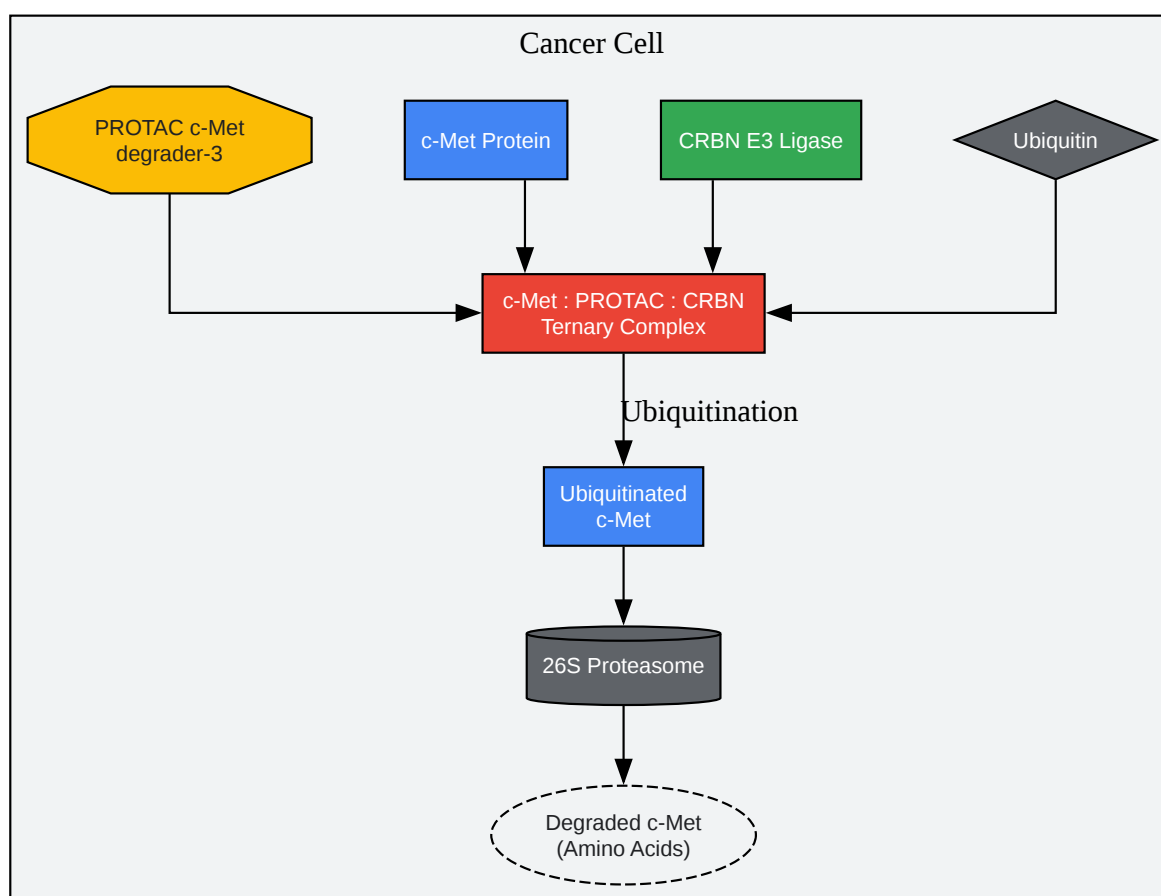 Cancer Cell
PROTAC c-Met
degrader-3
c-Met Protein
CRBN E3 Ligase
Ubiquitin
c-Met : PROTAC : CRBN
Ternary Complex
Ubiquitination
Ubiquitinated
c-Met
26S Proteasome
Degraded c-Met
(Amino Acids)